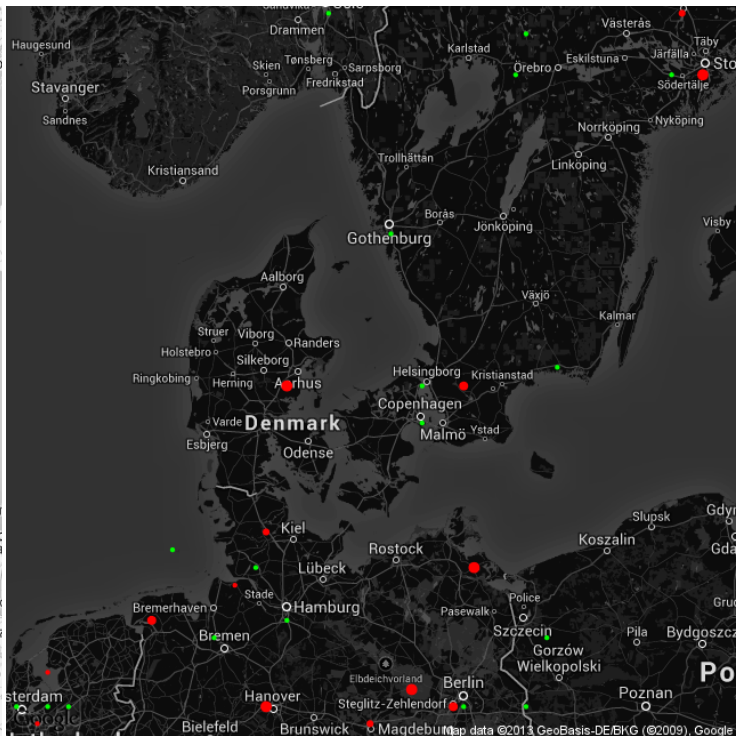 Drammen
Västerås
Haugesund
Karlstad
Täby
Järfälla
Eskilstuna
Skien
Tønsberg
Sarpsborg
Örebro
Sto
Fredrikstad
Stavanger
Porsgrunn
Södertälje
Sandnes
Nyköping
Norrköping
Trollhättan
Linköping
Kristiansand
Borås
Visby
Jönköping
Gothenburg
Aalborg
Växjö
Kalmar
Struer
Viborg
Randers
Holstebro
Silkeborg
Helsingborg
Kristianstad
Ringkobing
Herning
Aarhus
Copenhagen
Varde
Denmark
Ystad
Malmö
Esbjerg
Odense
Slupsk
Gdyn
Kiel
Koszalin
Rostock
Gda
Lübeck
Stade
Police
Gru
Bremerhaven
Hamburg
Pasewalk
Szczecin
Bremen
Pila
Bydgoszcz
Gorzów
Wielkopolski
Elbdeichvorland
Po
Berlin
sterdam
Hanover
Steglitz-Zehlendorf
Poznan
Google
Bielefeld
Brunswick
Magdeburg
Map data ©2013 GeoBasis-DE/BKG (©2009), Google